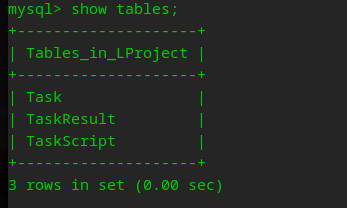 mysql> show tables;
+--------------------+
| Tables_in_LProject |
+--------------------+
| Task               |
| TaskResult         |
| TaskScript         |
+--------------------+
3 rows in set (0.00 sec)